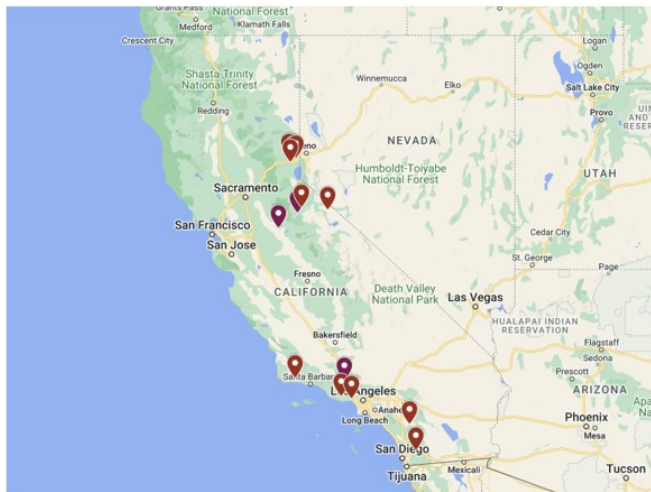 Grants Pass
Medford
National
Forest
Klamath Falls
Crescent City
Shasta-Trinity
National Forest
Redding
Winnemucca
Elko
Logan
Ogden
Salt Lake City
Provo
NEVADA
Humboldt-Toiyabe
National Forest
UTAH
Sacramento
San Francisco
San Jose
Cedar City
St. George
Page
Fresno
CALIFORNIA
Death Valley
National Park
Las Vegas
HUALAPAI INDIAN
RESERVATION
Flagstaff
Sedona
Bakersfield
Prescott
ARIZONA
Santa Barbar
Angeles
Anahe
Long Beach
Phoenix
Mesa
San Diego
Tijuana
Mexicali
Tucson